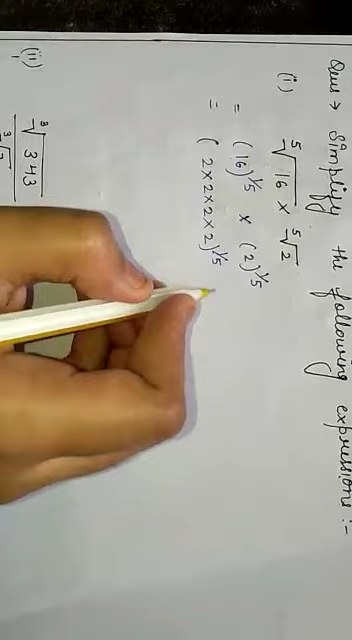 Ques → Simplify the following expressions :-
(i) ⁵√16 × ⁵√2
= (16)^1/5 × (2)^1/5
= (2×2×2×2)^1/5
(ii) ³√343